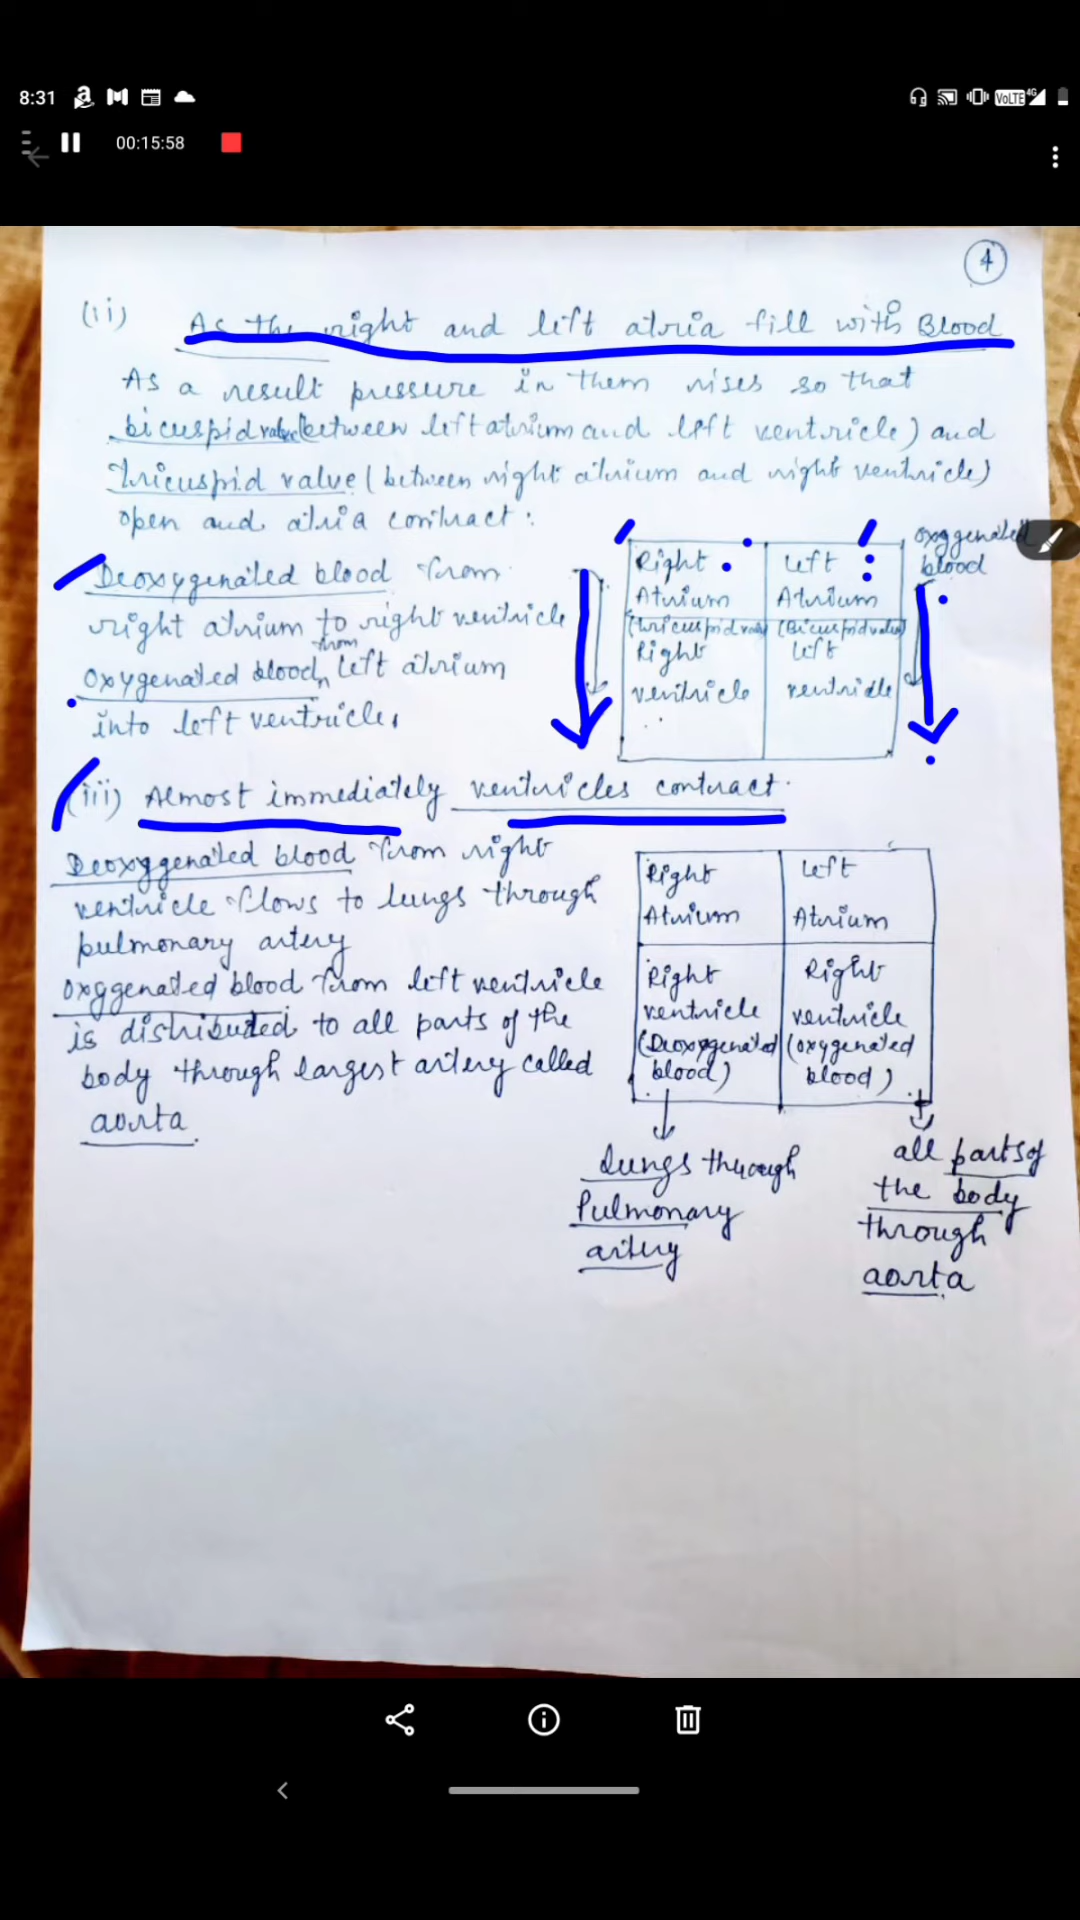 8:31
VoLTE 4G
00:15:58
4
(ii) As the right and left atria fill with Blood
As a result pressure in them rises so that
bicuspid valve (between left atrium and left ventricle) and
Tricuspid valve (between right atrium and right ventricle)
open and atria contract:
Deoxygenated blood from
right atrium to right ventricle
oxygenated blood from left atrium
into left ventricle.
oxygenated
blood
Right Left
Atrium Atrium
(Tricuspid valve) (Bicuspid valve)
Right Left
ventricle ventricle
(iii) Almost immediately ventricles contract.
Deoxygenated blood from right
ventricle flows to lungs through
pulmonary artery
oxygenated blood from left ventricle
is distributed to all parts of the
body through largest artery called
aorta.
Right Left
Atrium Atrium
Right Right
ventricle ventricle
(Deoxygenated (oxygenated
blood) blood)
Lungs through
Pulmonary
artery
all parts of
the body
through
aorta